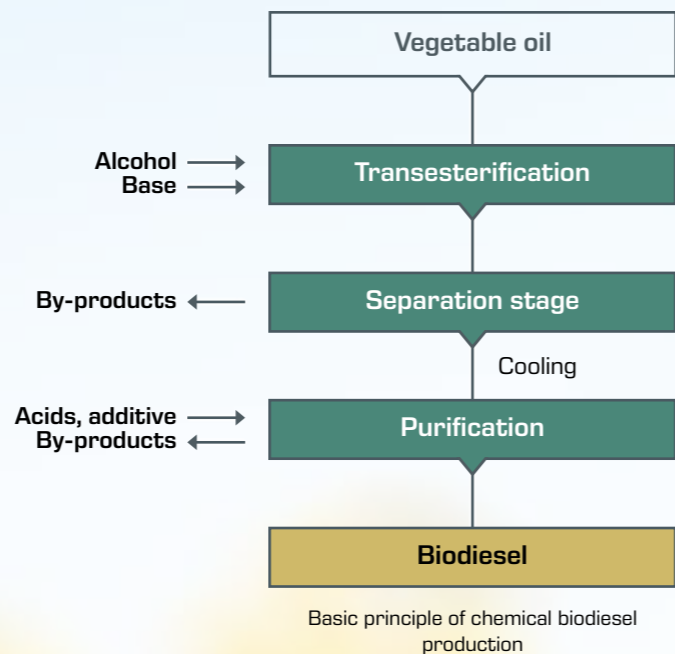 Vegetable oil
Alcohol
Base
Transesterification
By-products
Separation stage
Cooling
Acids, additive
By-products
Purification
Biodiesel
Basic principle of chemical biodiesel
production